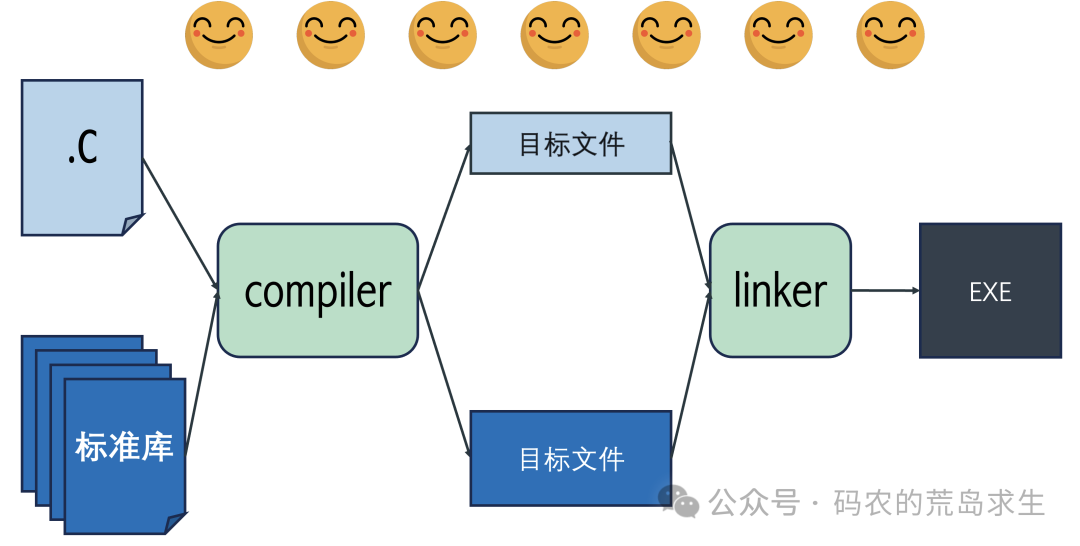 .C
目标文件
compiler
linker
EXE
标准库
目标文件
公众号 · 码农的荒岛求生